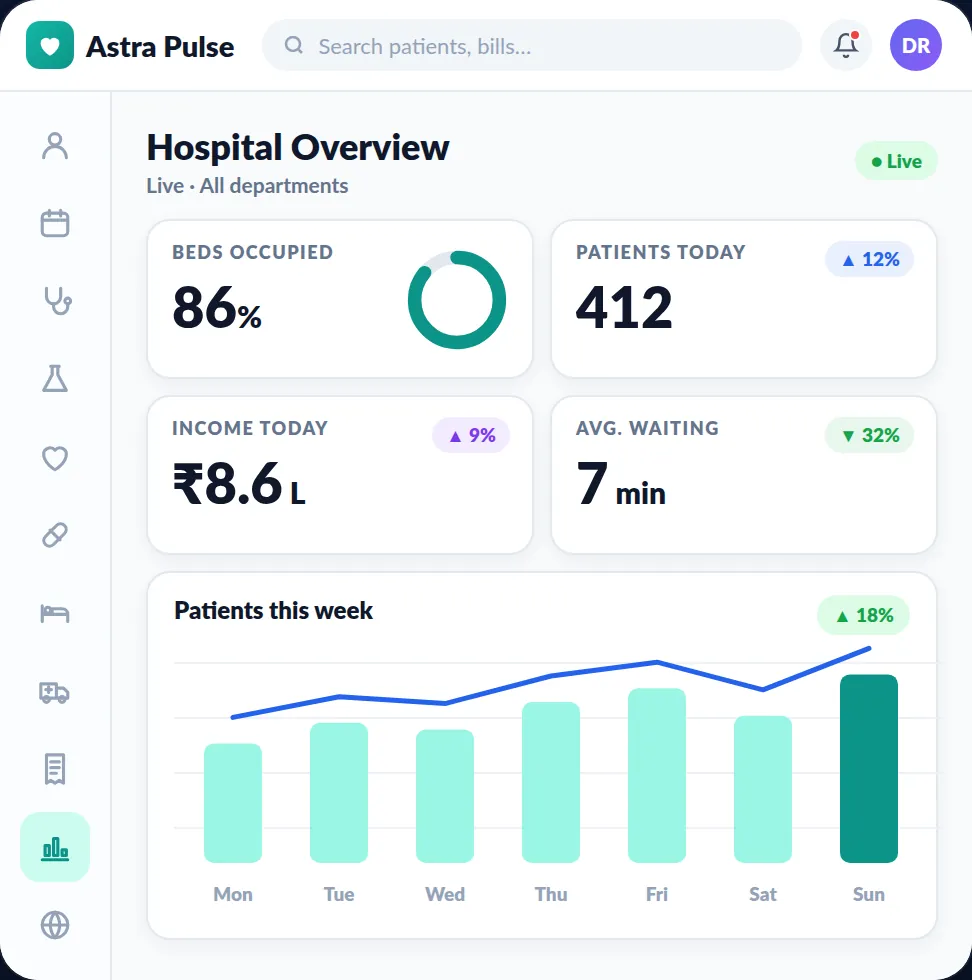 Astra Pulse
Search patients, bills...
DR
Hospital Overview
Live · All departments
● Live
BEDS OCCUPIED
86%
PATIENTS TODAY
▲ 12%
412
INCOME TODAY
▲ 9%
₹8.6 L
AVG. WAITING
▼ 32%
7 min
Patients this week
▲ 18%
Mon Tue Wed Thu Fri Sat Sun